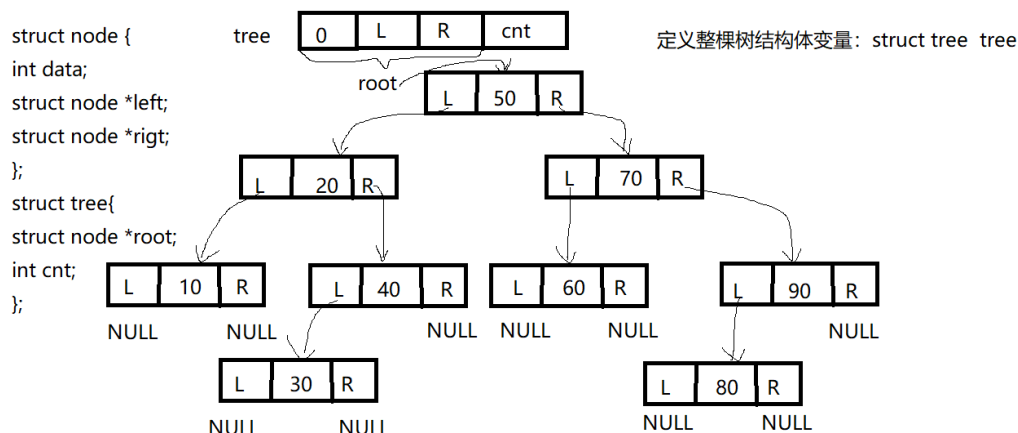 struct node {
int data;
struct node *left;
struct node *rigt;
};
struct tree{
struct node *root;
int cnt;
};
tree 0 L R cnt
定义整棵树结构体变量：struct tree tree
root
L 50 R
L 20 R
L 70 R
L 10 R
L 40 R
L 60 R
L 90 R
NULL NULL NULL NULL NULL NULL
L 30 R
L 80 R
NULL NULL NULL NULL